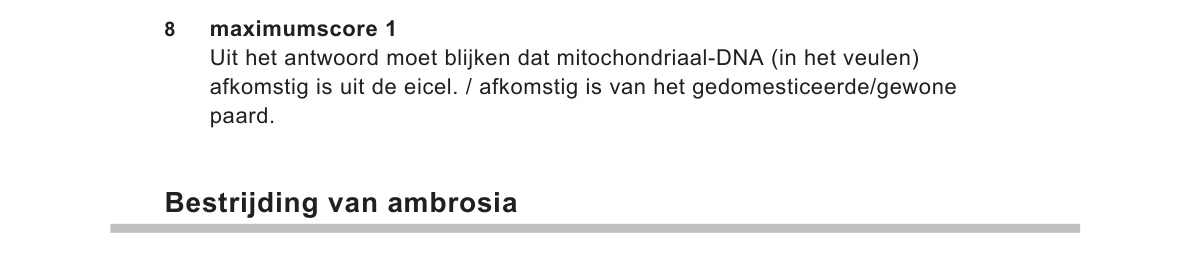 8 maximumscore 1
Uit het antwoord moet blijken dat mitochondriaal-DNA (in het veulen)
afkomstig is uit de eicel. / afkomstig is van het gedomesticeerde/gewone
paard.
Bestrijding van ambrosia